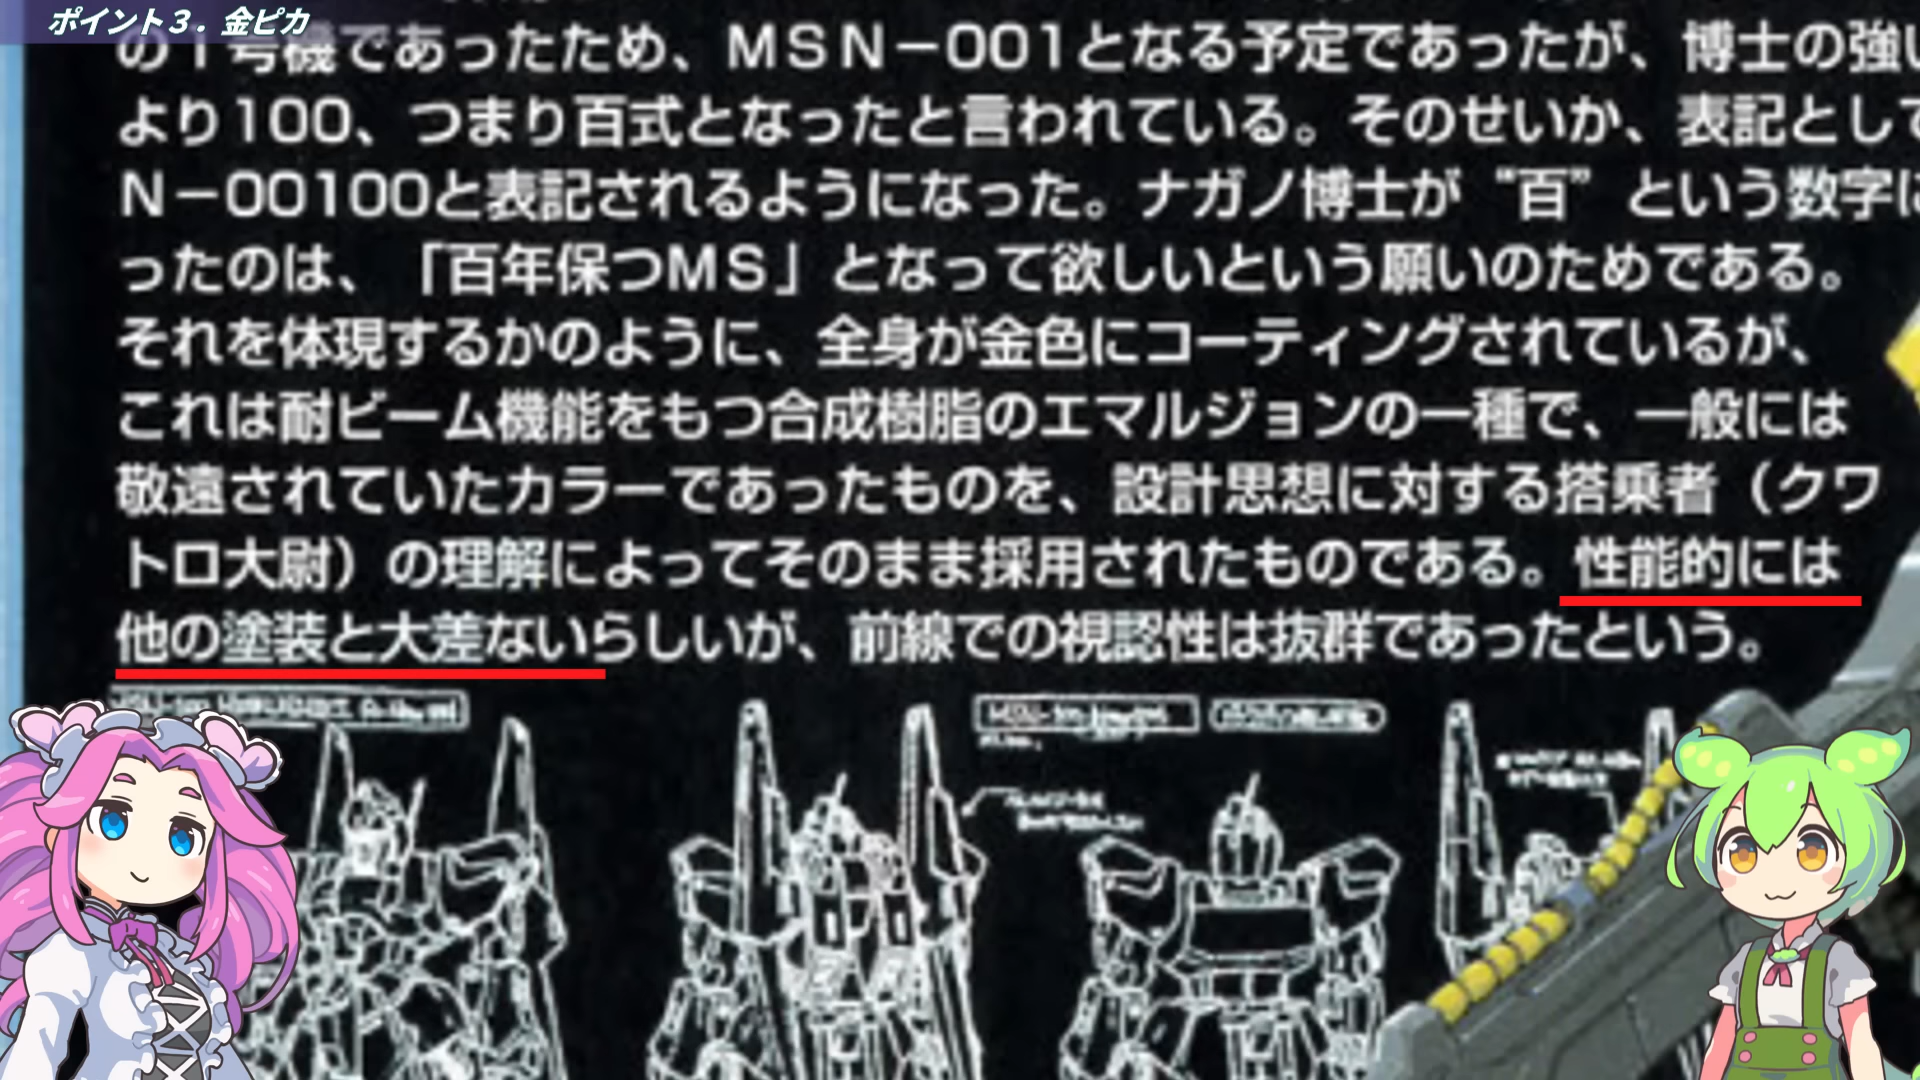 ポイント３．金ピカ
の１号機であったため、ＭＳＮ－００１となる予定であったが、博士の強い
より１００、つまり百式となったと言われている。そのせいか、表記として
Ｎ－００１００と表記されるようになった。ナガノ博士が“百”という数字に
ったのは、「百年保つＭＳ」となって欲しいという願いのためである。
それを体現するかのように、全身が金色にコーティングされているが、
これは耐ビーム機能をもつ合成樹脂のエマルジョンの一種で、一般には
敬遠されていたカラーであったものを、設計思想に対する搭乗者（クワ
トロ大尉）の理解によってそのまま採用されたものである。性能的には
他の塗装と大差ないらしいが、前線での視認性は抜群であったという。